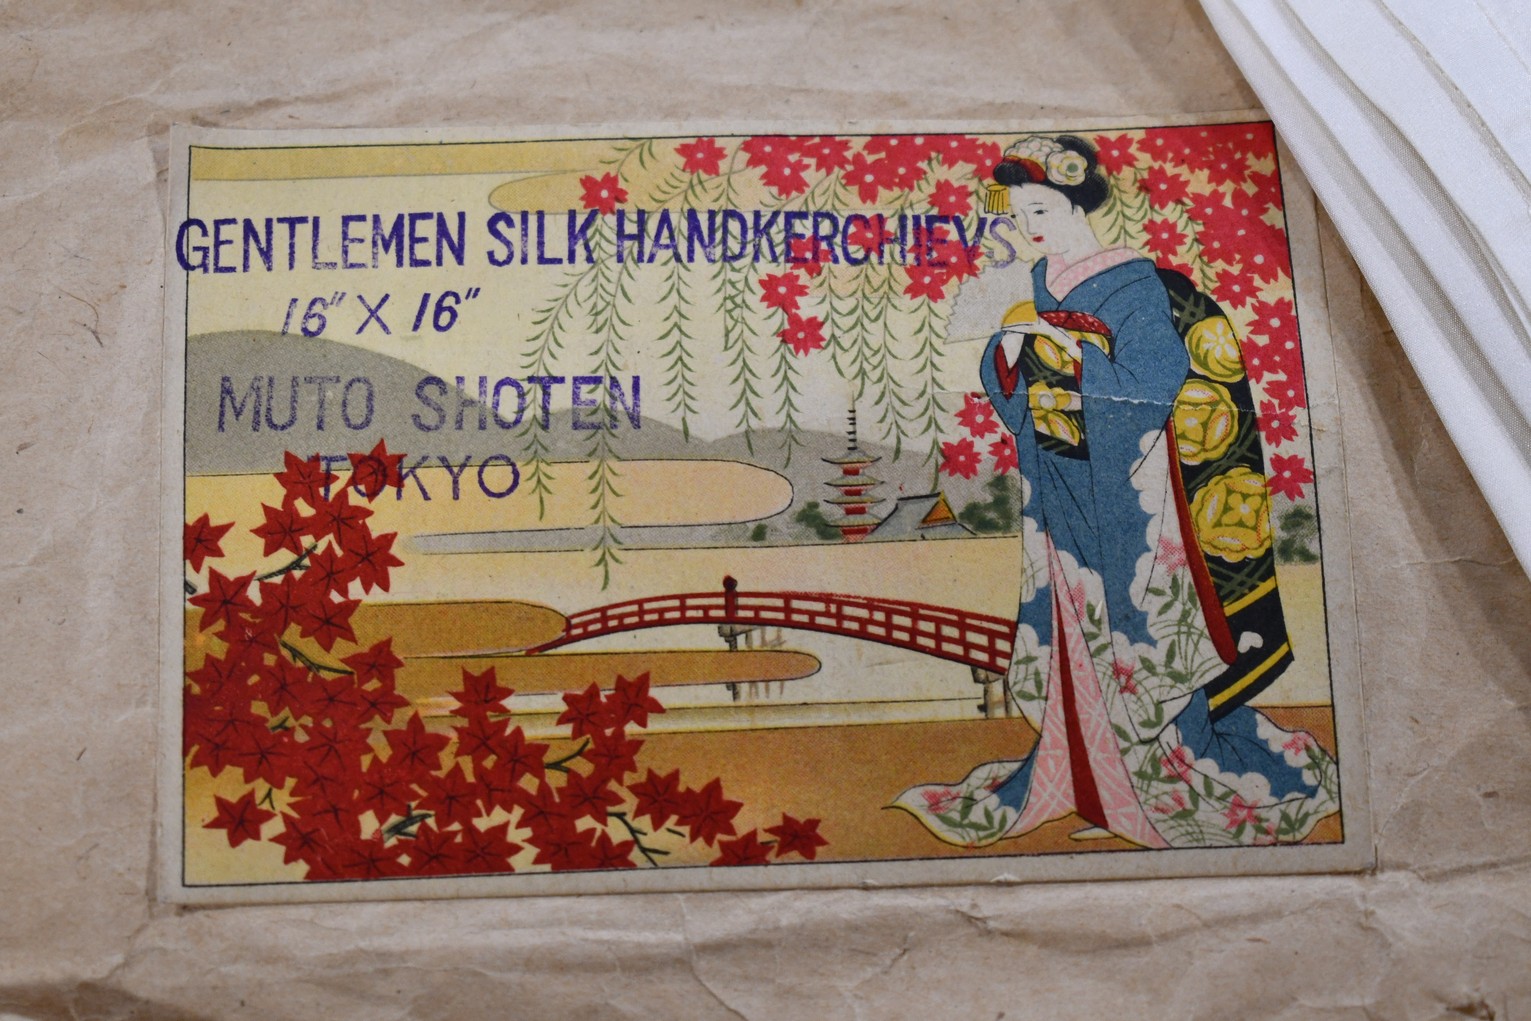 GENTLEMEN SILK HANDKERCHIEVS
16" X 16"
MUTO SHOTEN
TOKYO